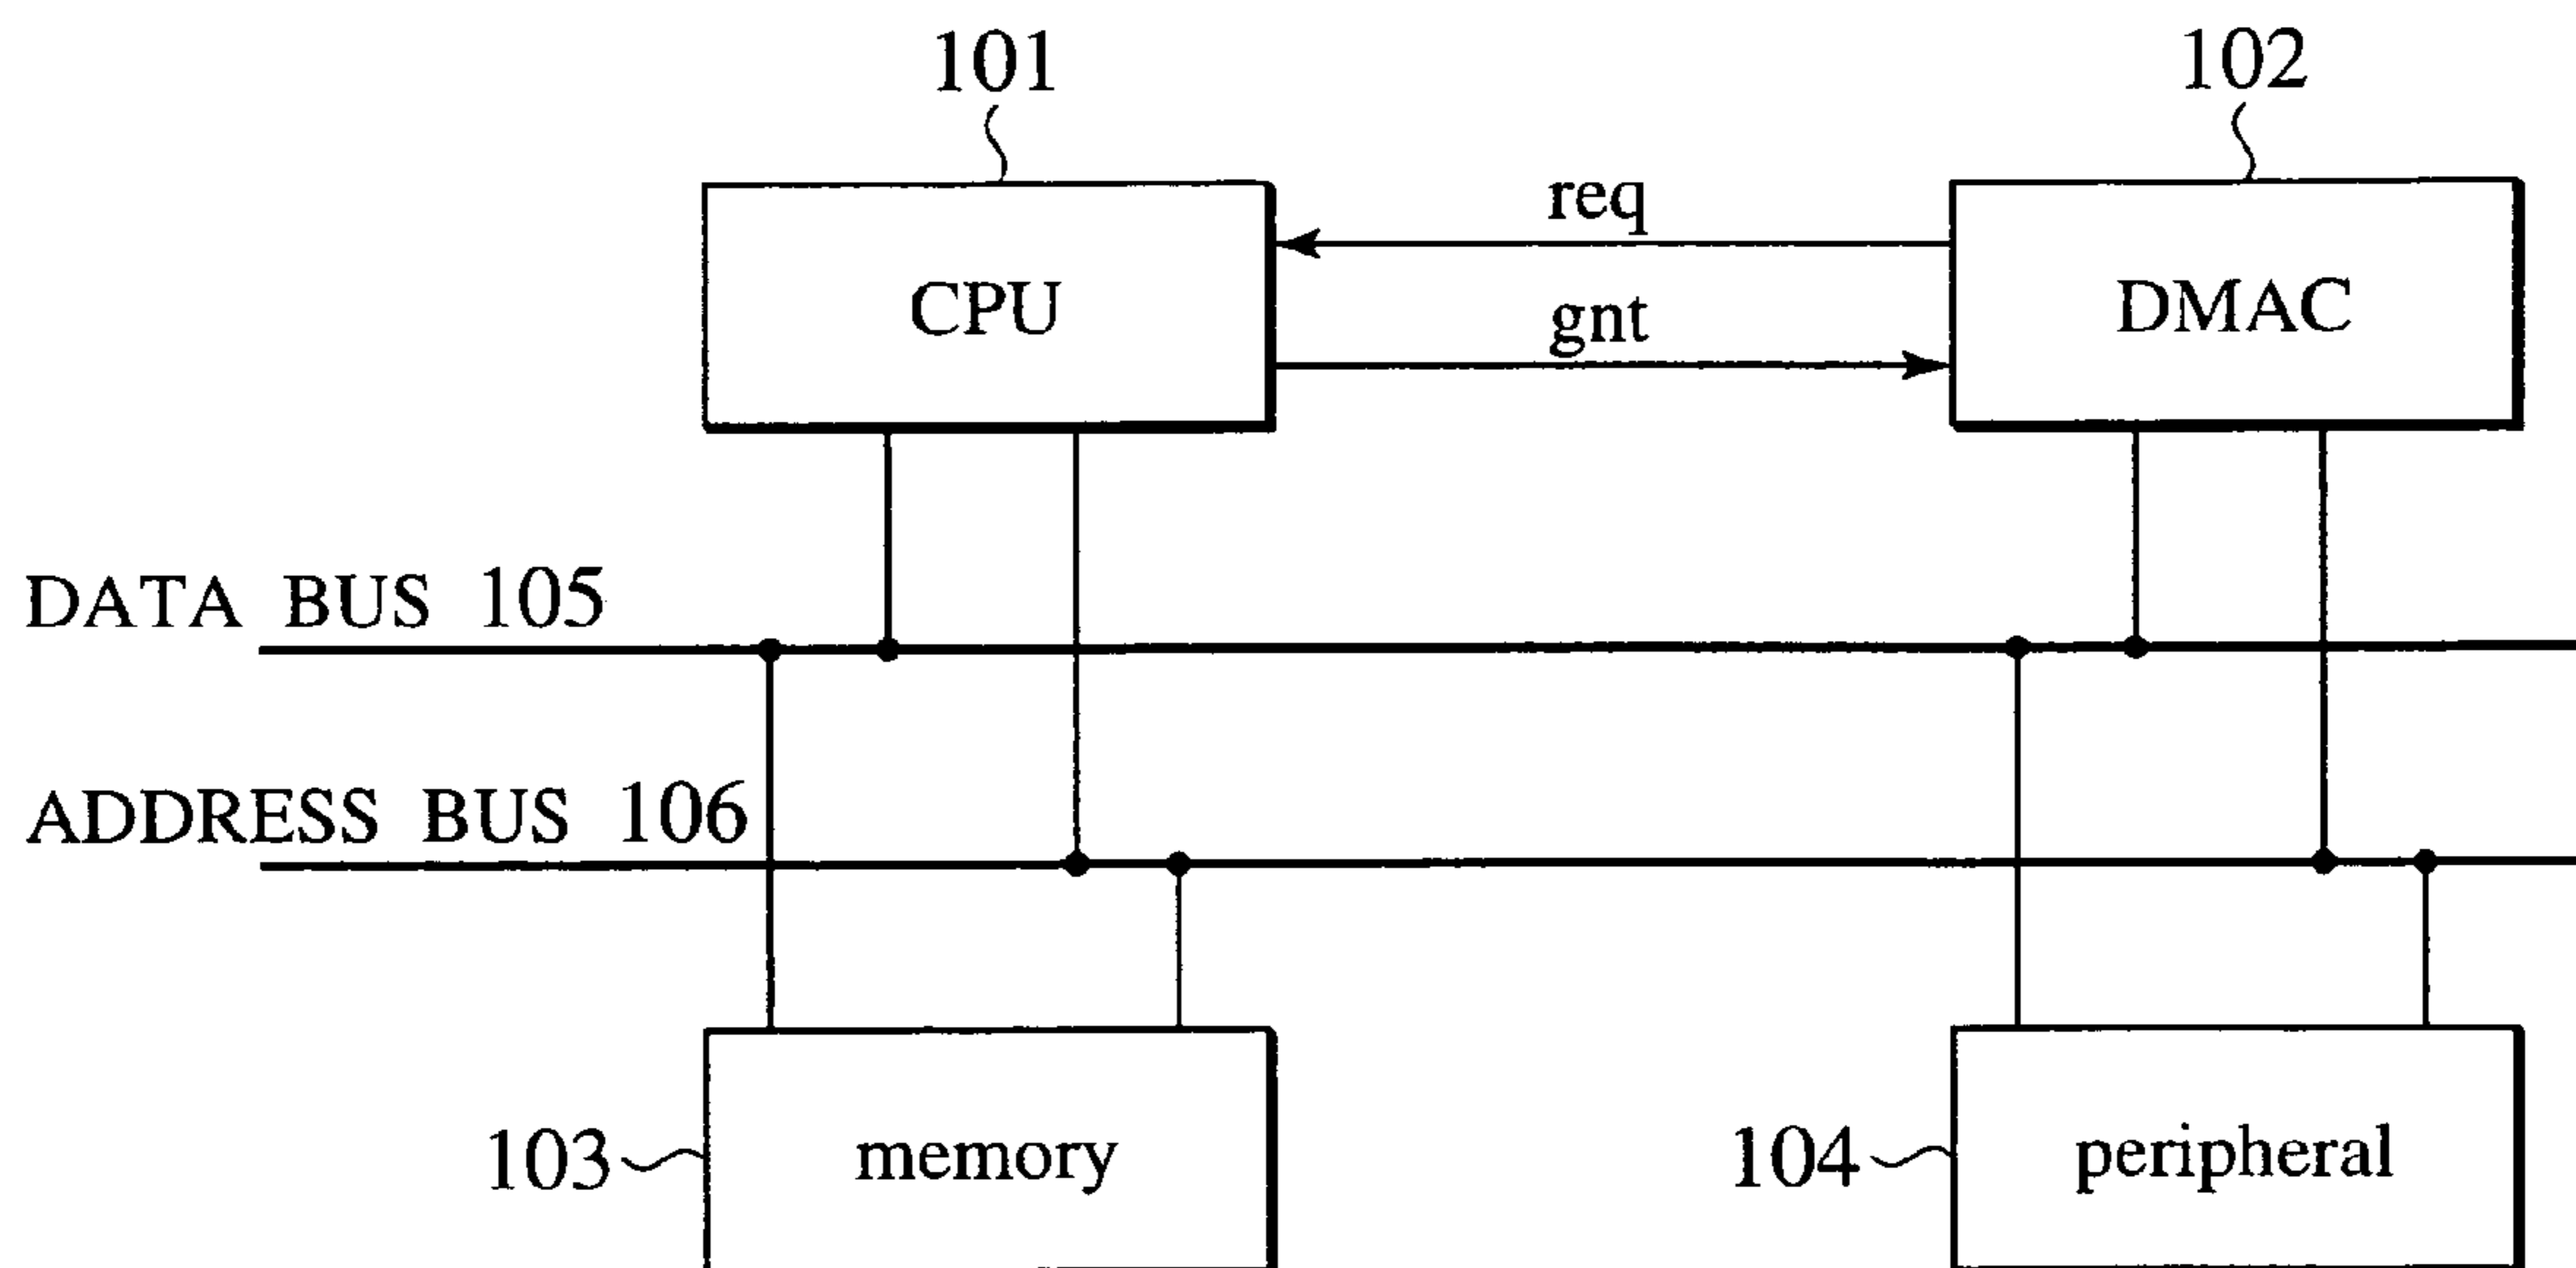 101
102
req
CPU
DMAC
gnt
DATA BUS 105
ADDRESS BUS 106
103
memory
104
peripheral